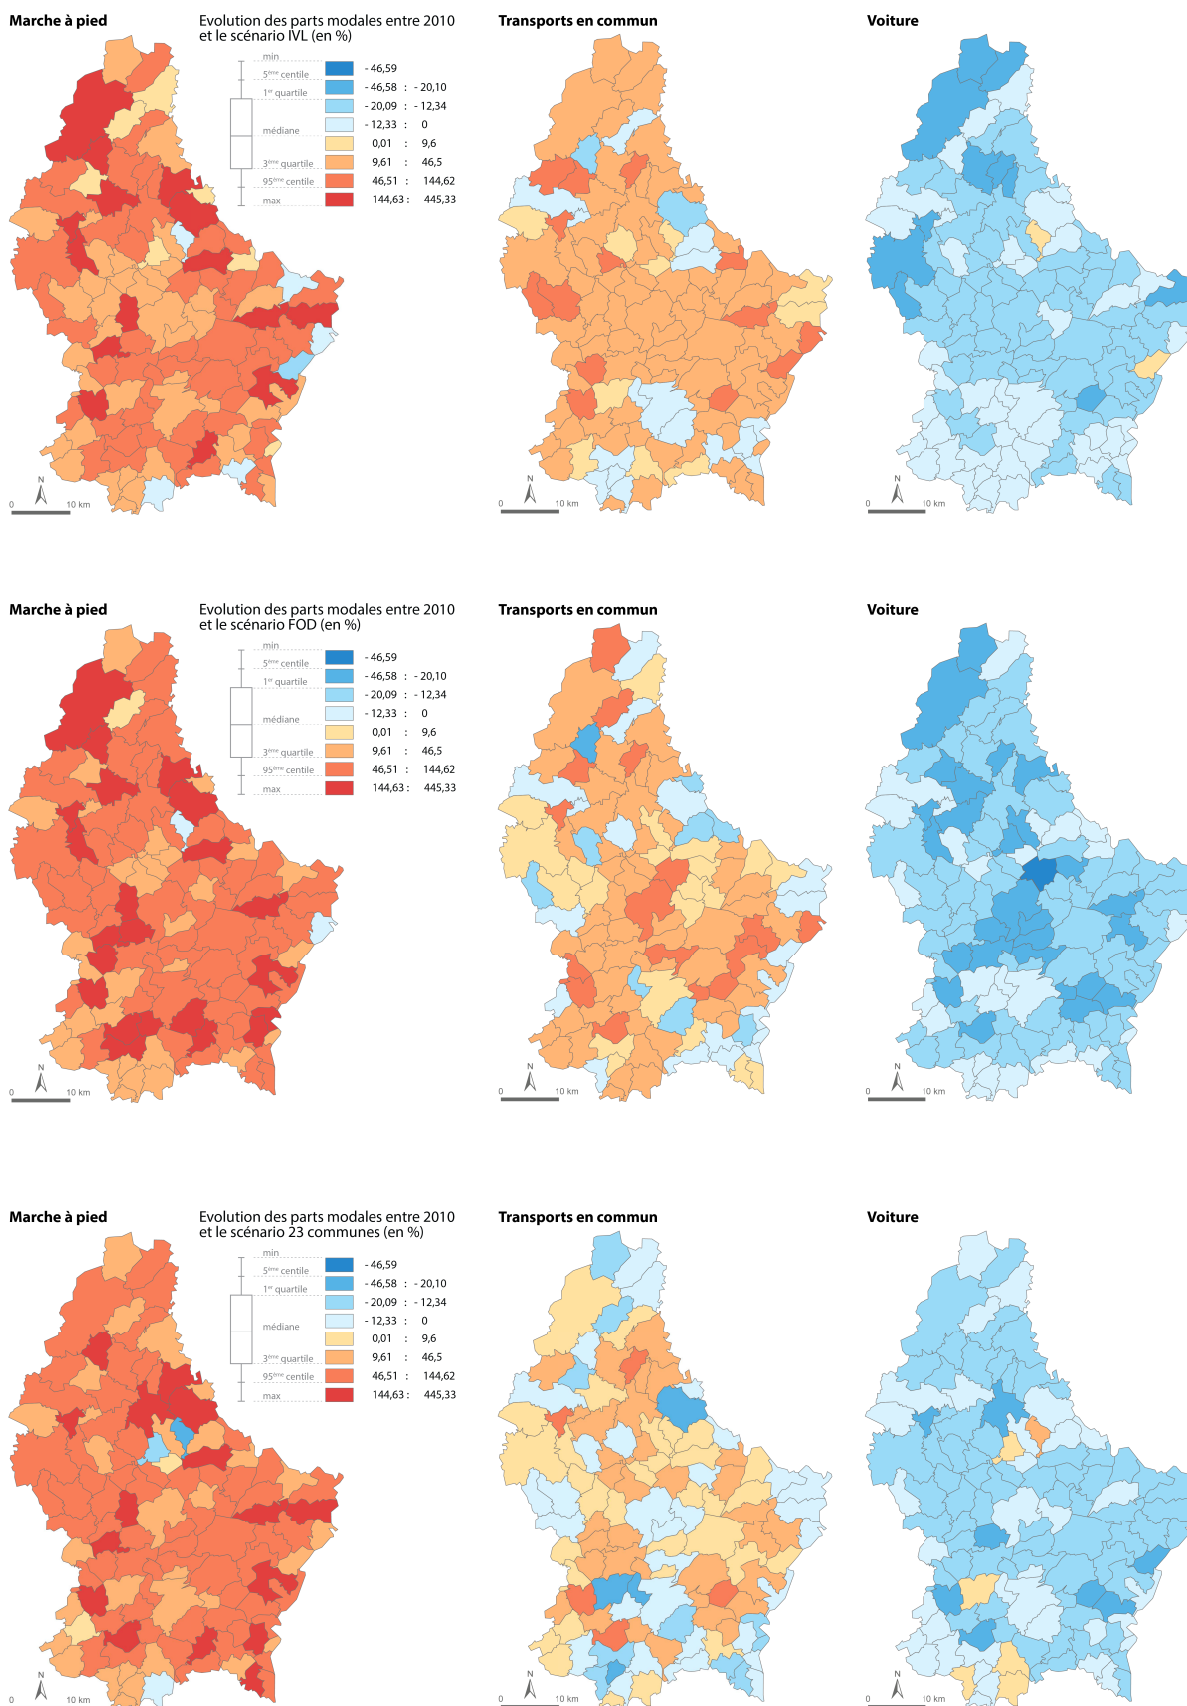 Marche à pied
Evolution des parts modales entre 2010
et le scénario IVL (en %)
Transports en commun
Voiture
min
5ème centile
1er quartile
médiane
3ème quartile
95ème centile
max
- 46,59
- 46,58 : - 20,10
- 20,09 : - 12,34
- 12,33 : 0
0,01 : 9,6
9,61 : 46,5
46,51 : 144,62
144,63 : 445,33
N
0 10 km
N
0 10 km
N
0 10 km
Marche à pied
Evolution des parts modales entre 2010
et le scénario FOD (en %)
Transports en commun
Voiture
min
5ème centile
1er quartile
médiane
3ème quartile
95ème centile
max
- 46,59
- 46,58 : - 20,10
- 20,09 : - 12,34
- 12,33 : 0
0,01 : 9,6
9,61 : 46,5
46,51 : 144,62
144,63 : 445,33
N
0 10 km
N
0 10 km
N
0 10 km
Marche à pied
Evolution des parts modales entre 2010
et le scénario 23 communes (en %)
Transports en commun
Voiture
min
5ème centile
1er quartile
médiane
3ème quartile
95ème centile
max
- 46,59
- 46,58 : - 20,10
- 20,09 : - 12,34
- 12,33 : 0
0,01 : 9,6
9,61 : 46,5
46,51 : 144,62
144,63 : 445,33
N
0 10 km
N
0 10 km
N
0 10 km